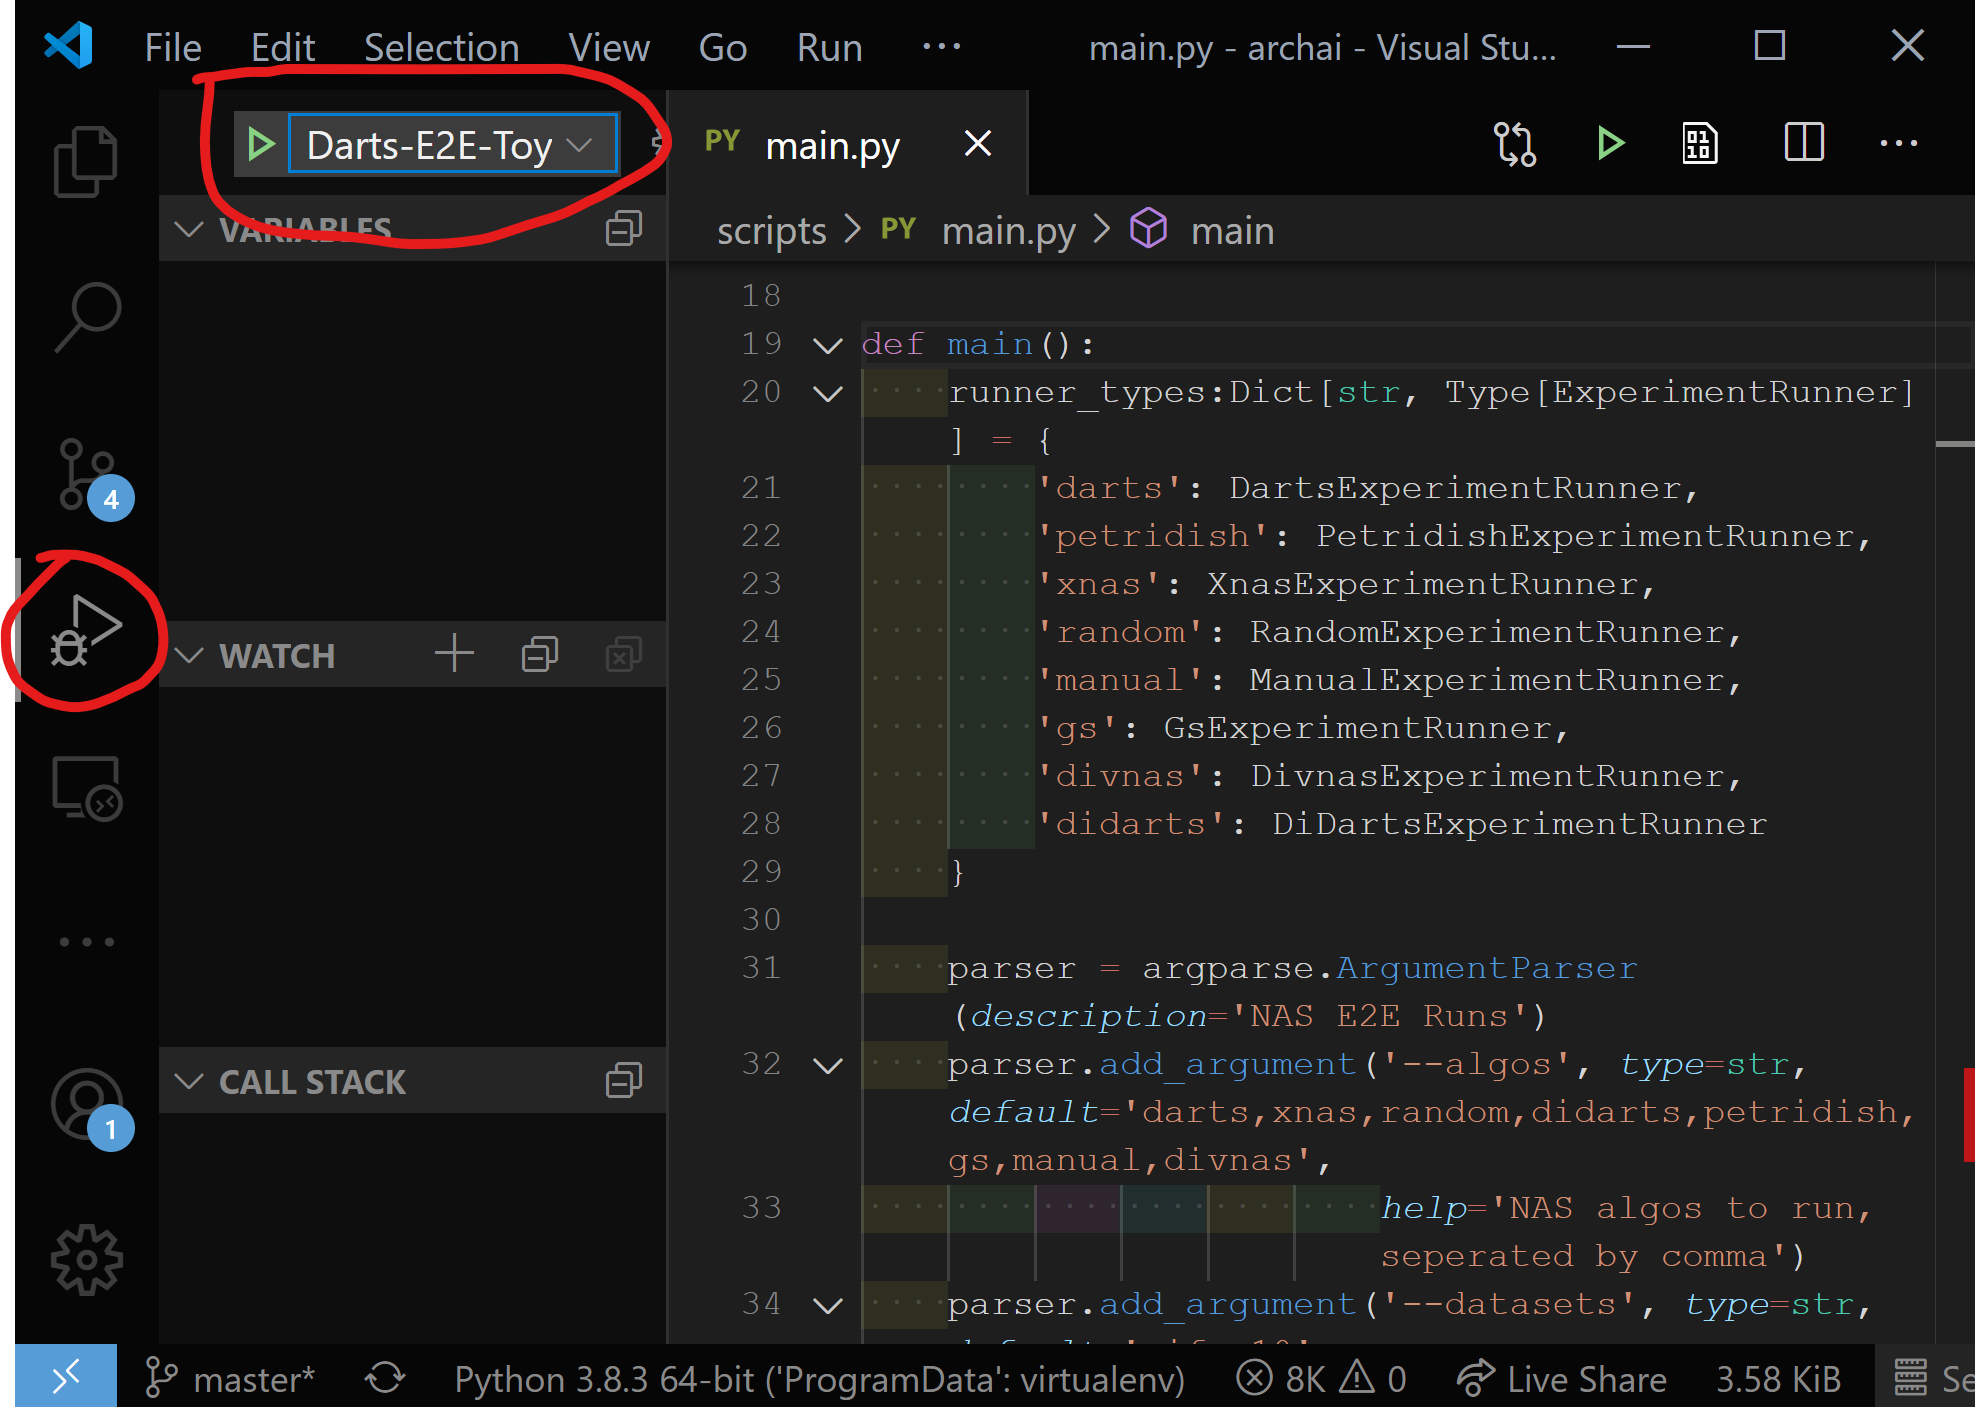 File Edit Selection View Go Run ··· main.py - archai - Visual Stu...
Darts-E2E-Toy
PY main.py
VARIABLES
scripts > PY main.py > main
4
WATCH
CALL STACK
1
18
19 def main():
20 runner_types:Dict[str, Type[ExperimentRunner]
] = {
21 'darts': DartsExperimentRunner,
22 'petridish': PetridishExperimentRunner,
23 'xnas': XnasExperimentRunner,
24 'random': RandomExperimentRunner,
25 'manual': ManualExperimentRunner,
26 'gs': GsExperimentRunner,
27 'divnas': DivnasExperimentRunner,
28 'didarts': DiDartsExperimentRunner
29 }
30
31 parser = argparse.ArgumentParser
(description='NAS E2E Runs')
32 parser.add_argument('--algos', type=str,
default='darts,xnas,random,didarts,petridish,
gs,manual,divnas',
33 help='NAS algos to run,
seperated by comma')
34 parser.add_argument('--datasets', type=str,
master* Python 3.8.3 64-bit ('ProgramData': virtualenv) 8K 0 Live Share 3.58 KiB Se